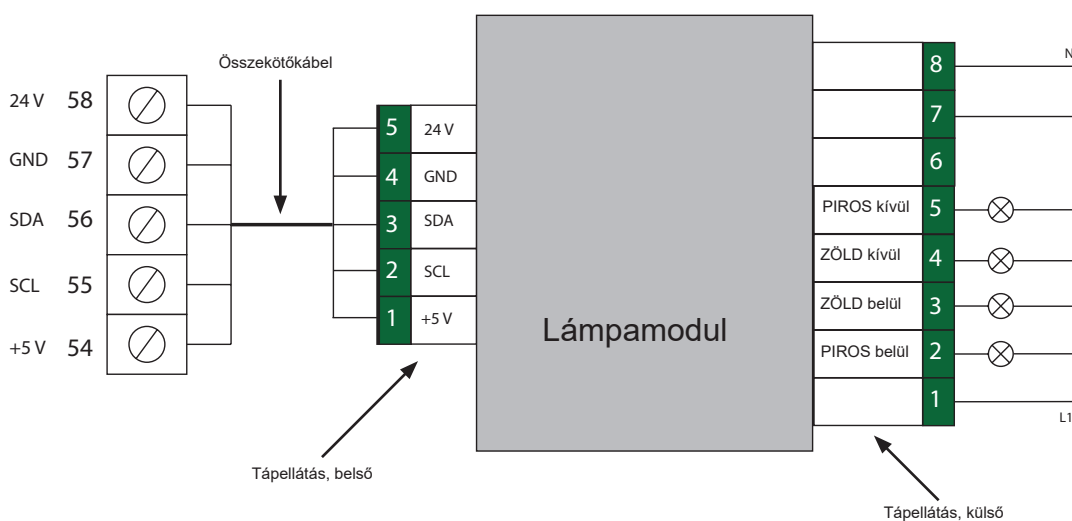 Összekötőkábel
24 V 58
GND 57
SDA 56
SCL 55
+5 V 54
5 24 V
4 GND
3 SDA
2 SCL
1 +5 V
Lámpamodul
8 N
7
6
PIROS kívül 5
ZÖLD kívül 4
ZÖLD belül 3
PIROS belül 2
1 L1
Tápellátás, belső
Tápellátás, külső